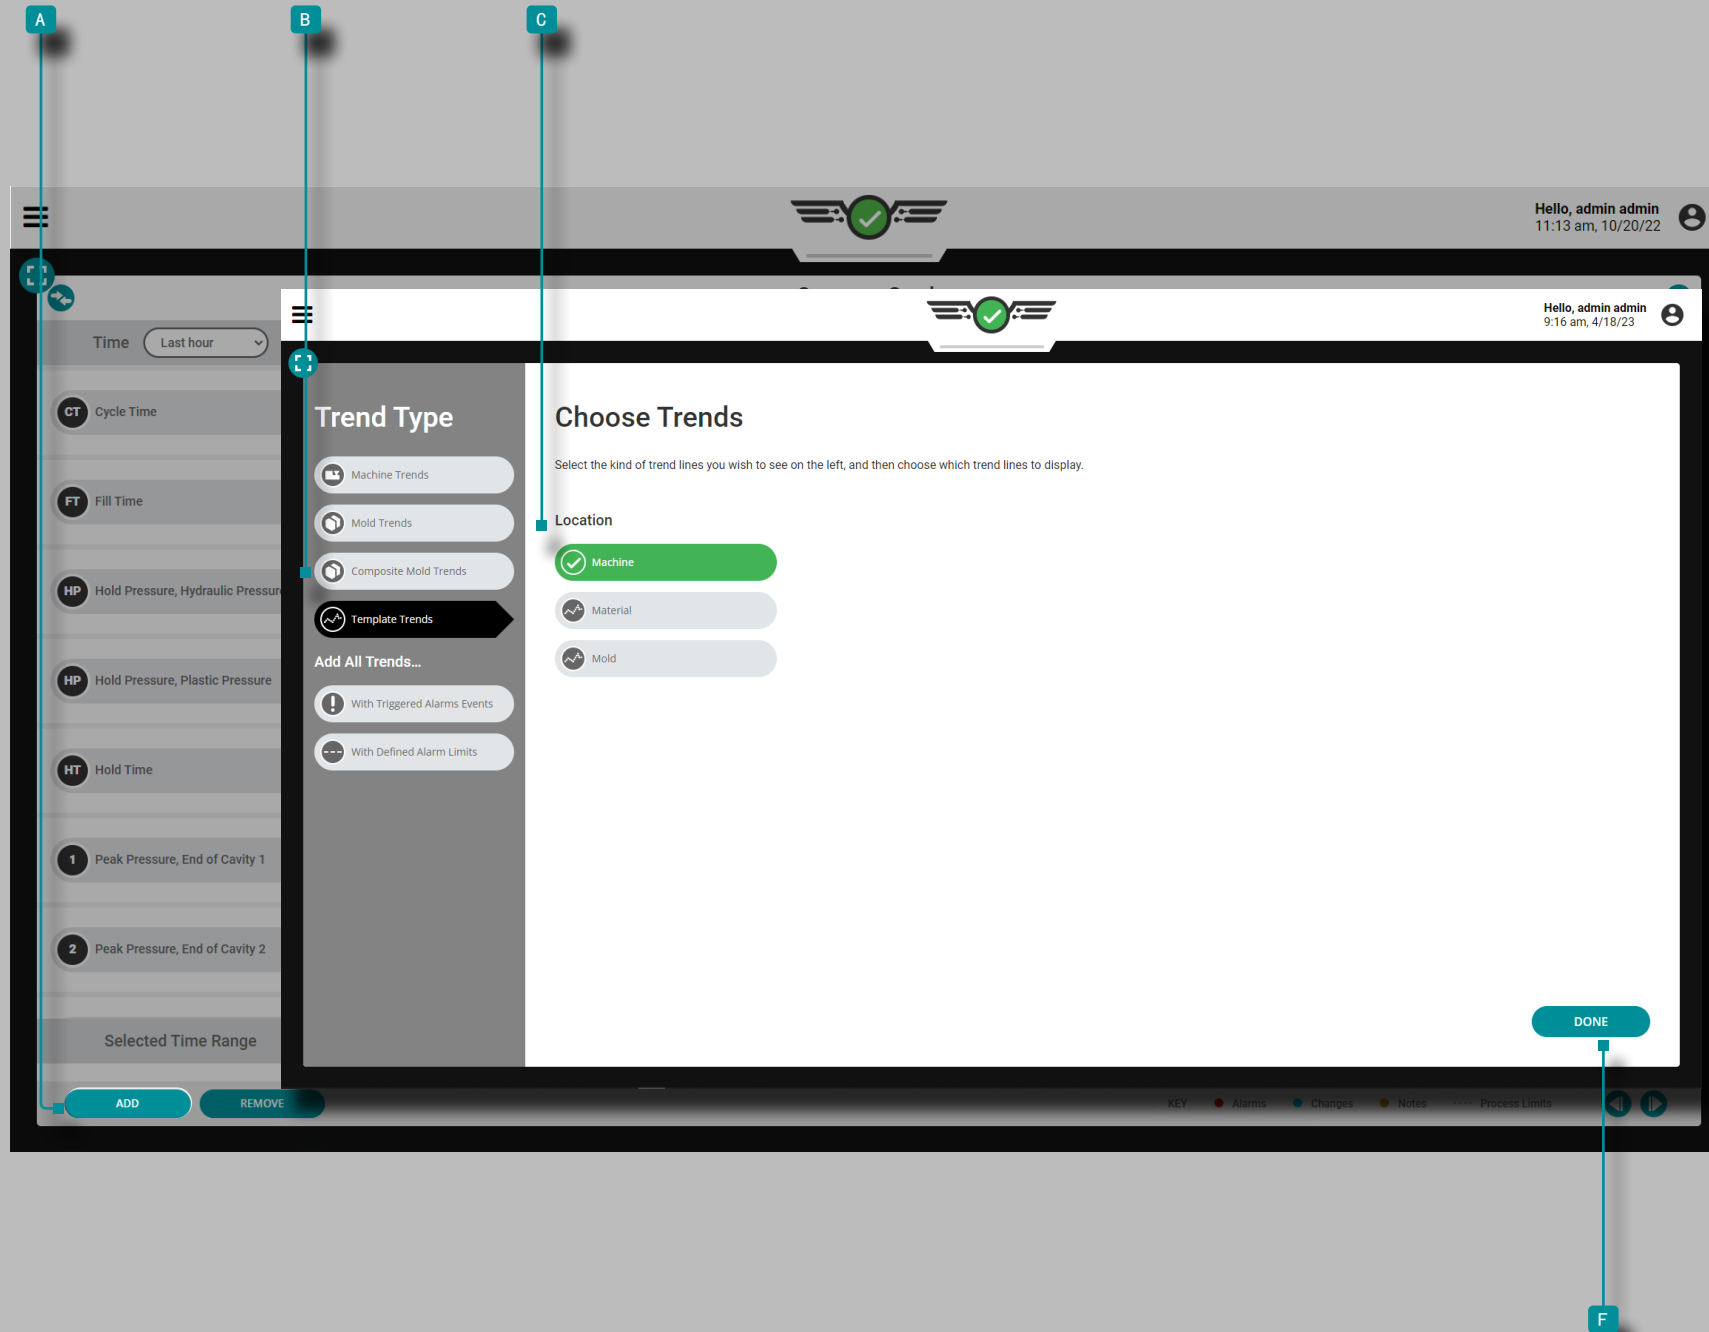 A
B
C
Hello, admin admin
11:13 am, 10/20/22
Hello, admin admin
9:16 am, 4/18/23
Time
Last hour
CT
Cycle Time
FT
Fill Time
HP
Hold Pressure, Hydraulic Pressure
HP
Hold Pressure, Plastic Pressure
HT
Hold Time
1
Peak Pressure, End of Cavity 1
2
Peak Pressure, End of Cavity 2
Selected Time Range
Trend Type
Machine Trends
Mold Trends
Composite Mold Trends
Template Trends
Add All Trends...
With Triggered Alarms Events
With Defined Alarm Limits
Choose Trends
Select the kind of trend lines you wish to see on the left, and then choose which trend lines to display.
Location
Machine
Material
Mold
DONE
ADD
REMOVE
KEY
Alarms
Changes
Notes
Process Limits
F